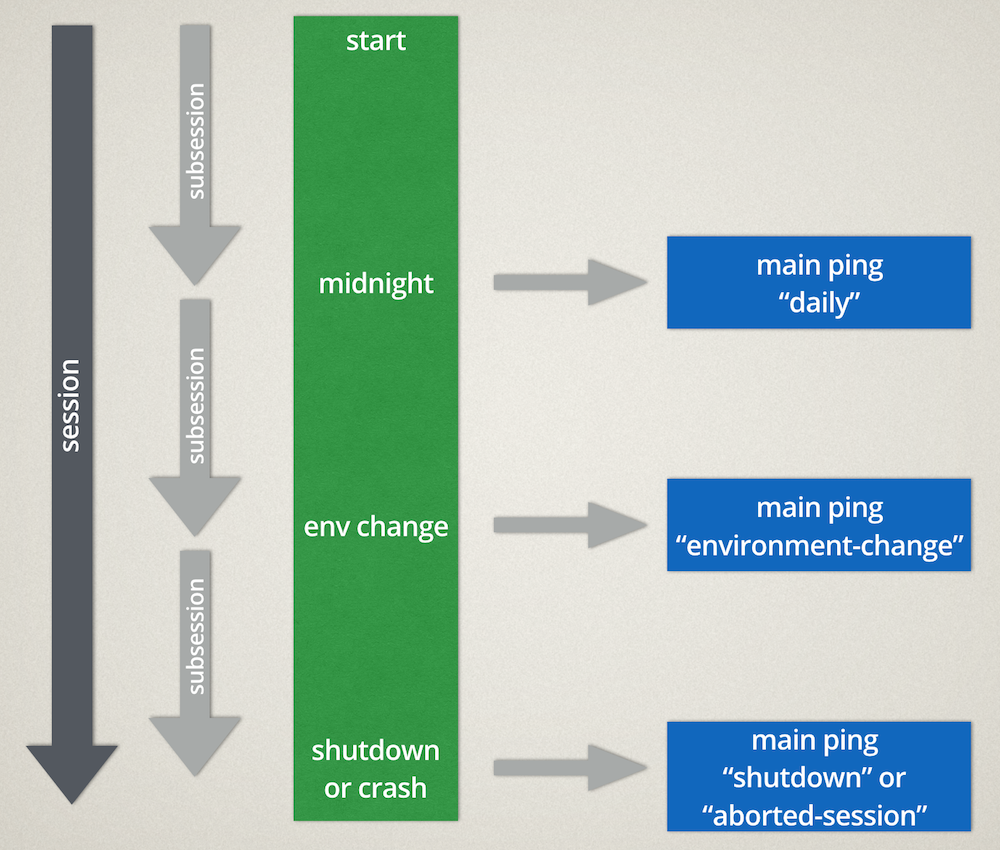 session
subsession
subsession
subsession
start
midnight
env change
shutdown
or crash
main ping
“daily”
main ping
“environment-change”
main ping
“shutdown” or
“aborted-session”